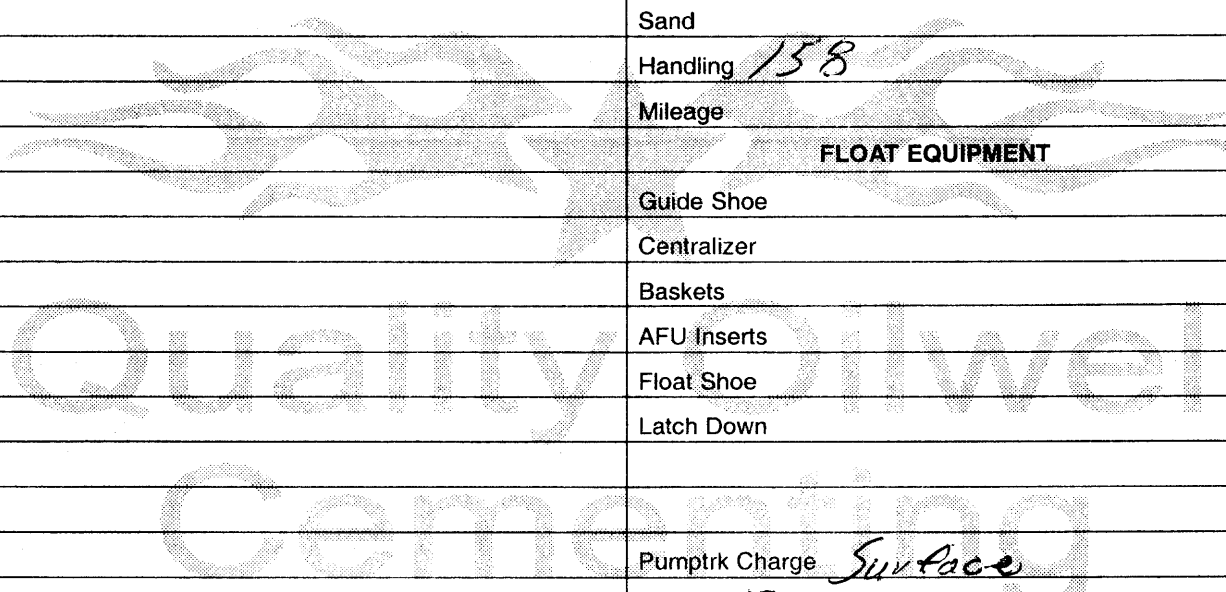 Sand
Handling 158
Mileage
FLOAT EQUIPMENT
Guide Shoe
Centralizer
Baskets
AFU Inserts
Float Shoe
Latch Down
Quality Oilwel
Cementing
Pumptrk Charge Surface